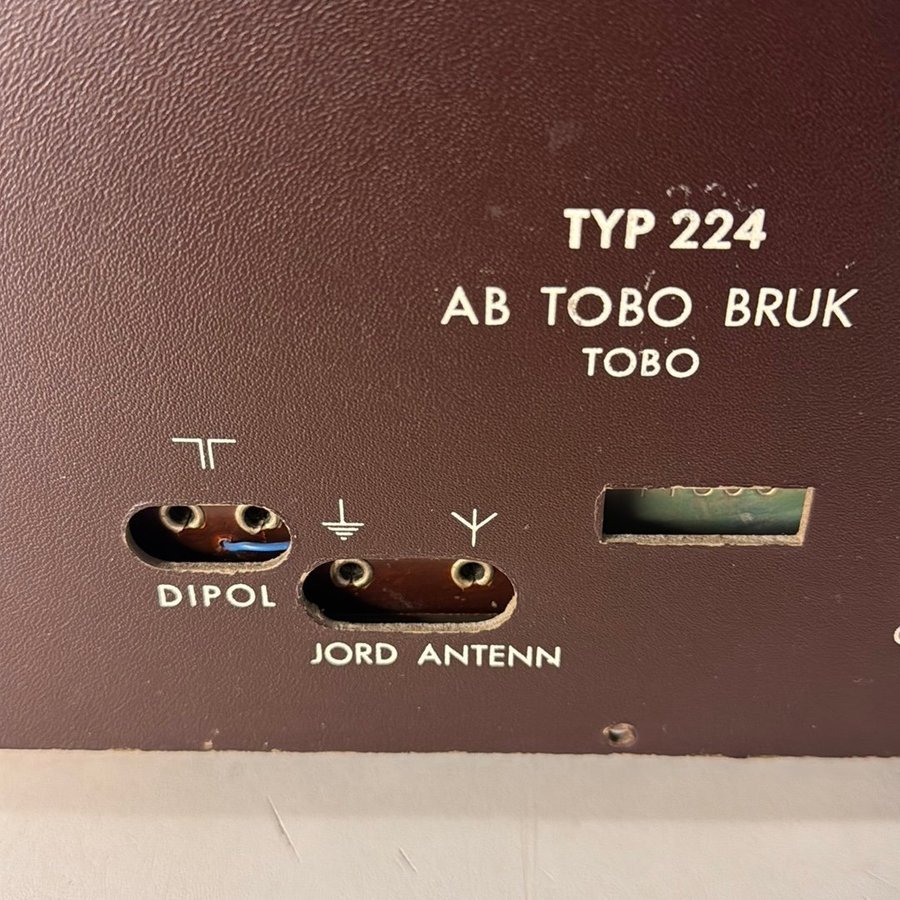 TYP 224
AB TOBO BRUK
TOBO
DIPOL
JORD ANTENN